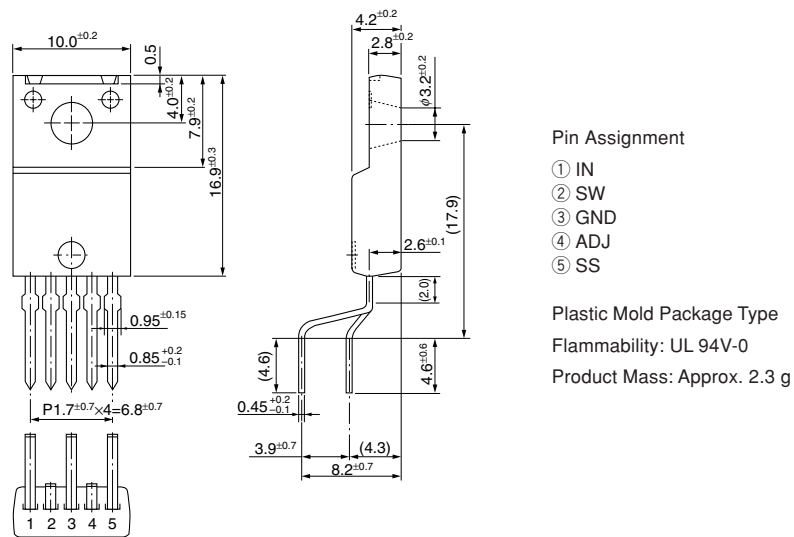 10.0±0.2
0.5
4.0±0.2
7.9±0.2
16.9±0.3
0.95±0.15
0.85+0.2−0.1
P1.7±0.7×4=6.8±0.7
1 2 3 4 5
4.2±0.2
2.8±0.2
φ3.2±0.2
(17.9)
2.6±0.1
(2.0)
(4.6)
4.6±0.6
0.45+0.2−0.1
3.9±0.7
(4.3)
8.2±0.7
Pin Assignment
① IN
② SW
③ GND
④ ADJ
⑤ SS
Plastic Mold Package Type
Flammability: UL 94V-0
Product Mass: Approx. 2.3 g